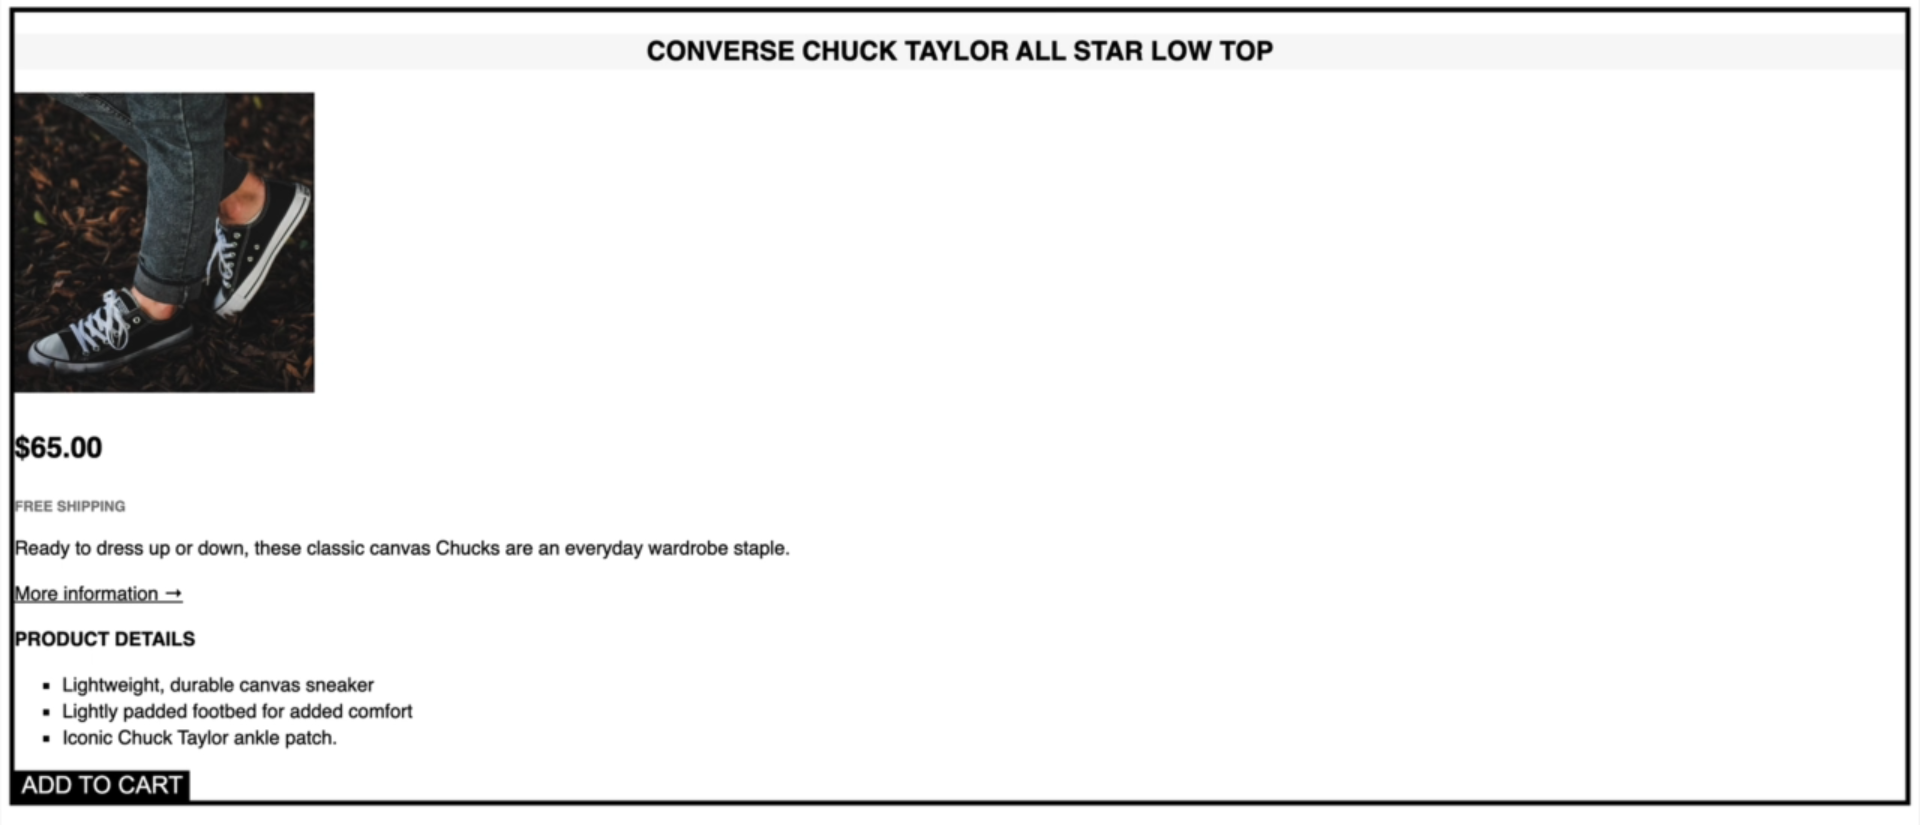 CONVERSE CHUCK TAYLOR ALL STAR LOW TOP
$65.00
FREE SHIPPING
Ready to dress up or down, these classic canvas Chucks are an everyday wardrobe staple.
More information →
PRODUCT DETAILS
▪ Lightweight, durable canvas sneaker
▪ Lightly padded footbed for added comfort
▪ Iconic Chuck Taylor ankle patch.
ADD TO CART